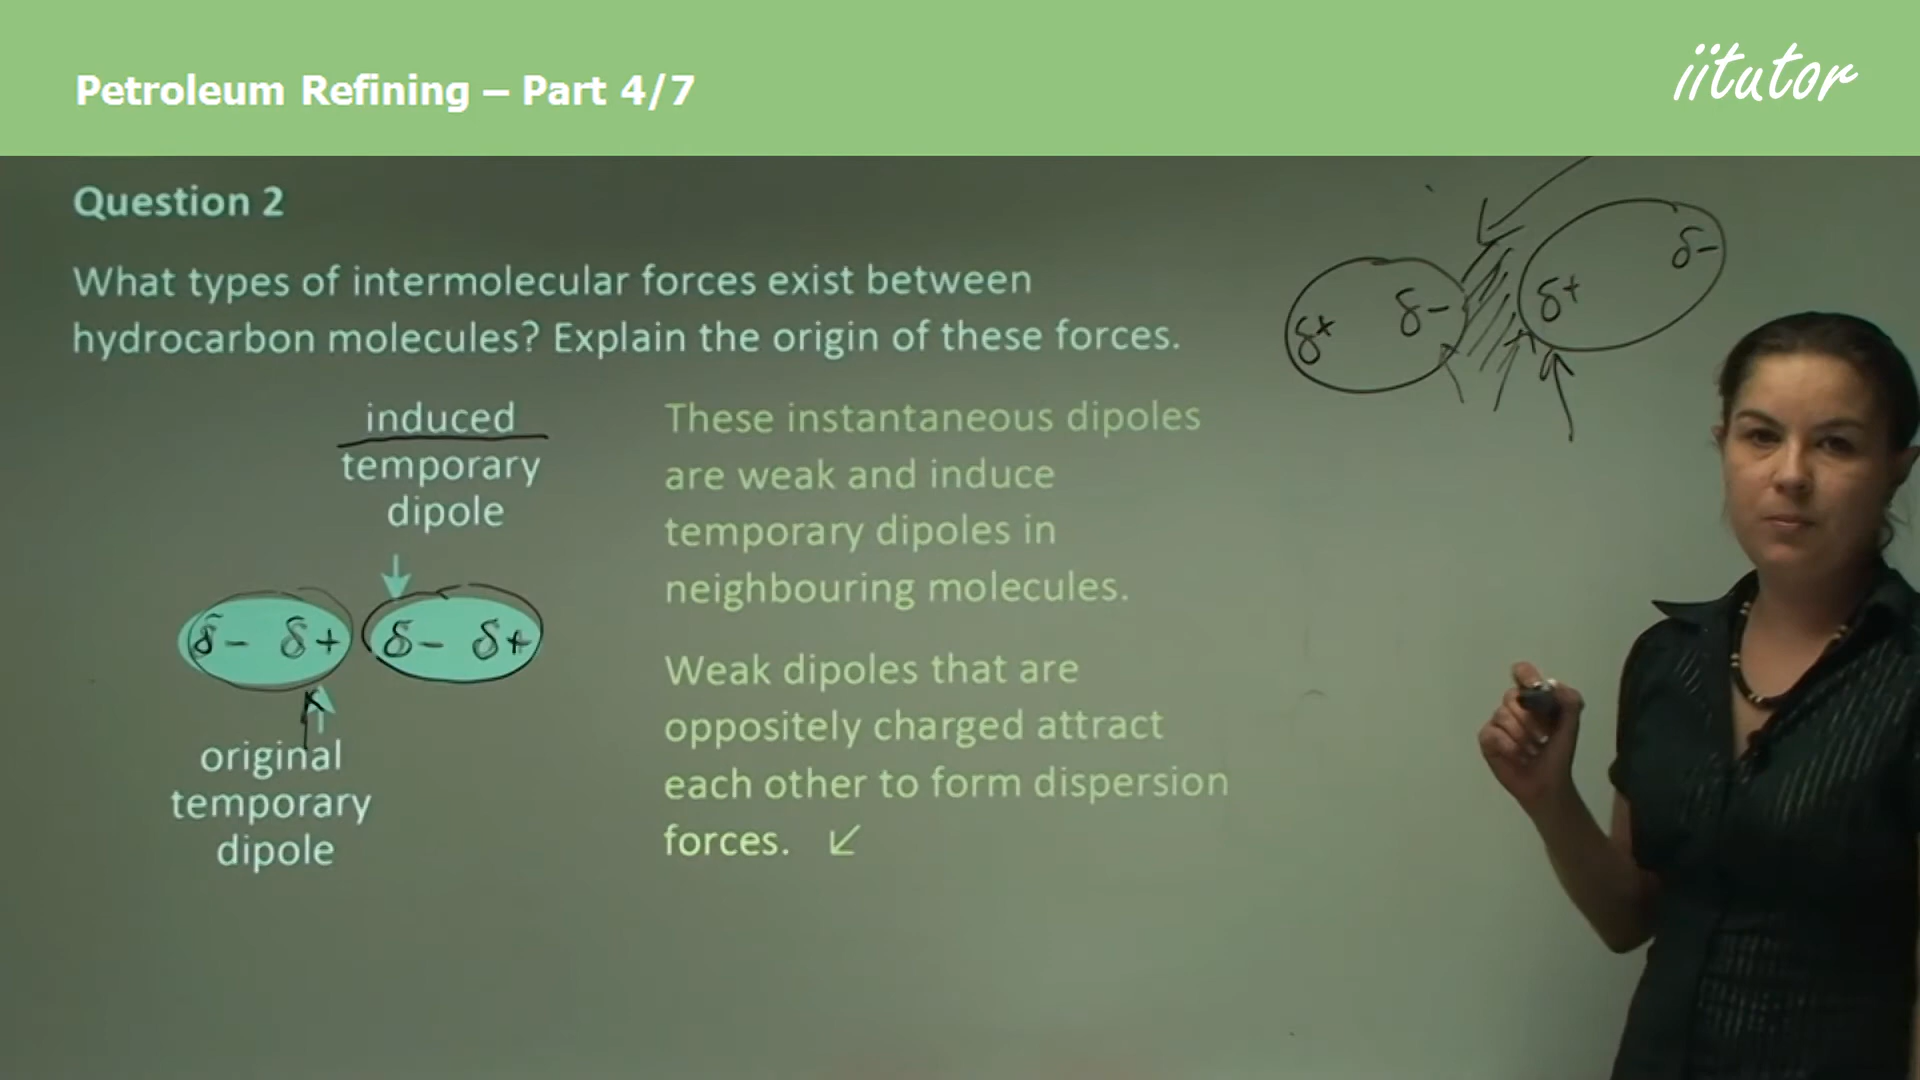 Petroleum Refining – Part 4/7
iitutor
Question 2
What types of intermolecular forces exist between
hydrocarbon molecules? Explain the origin of these forces.
induced
temporary
dipole
δ- δ+ δ- δ+
original
temporary
dipole
These instantaneous dipoles
are weak and induce
temporary dipoles in
neighbouring molecules.
Weak dipoles that are
oppositely charged attract
each other to form dispersion
forces. ↙
δ+ δ- δ+ δ-